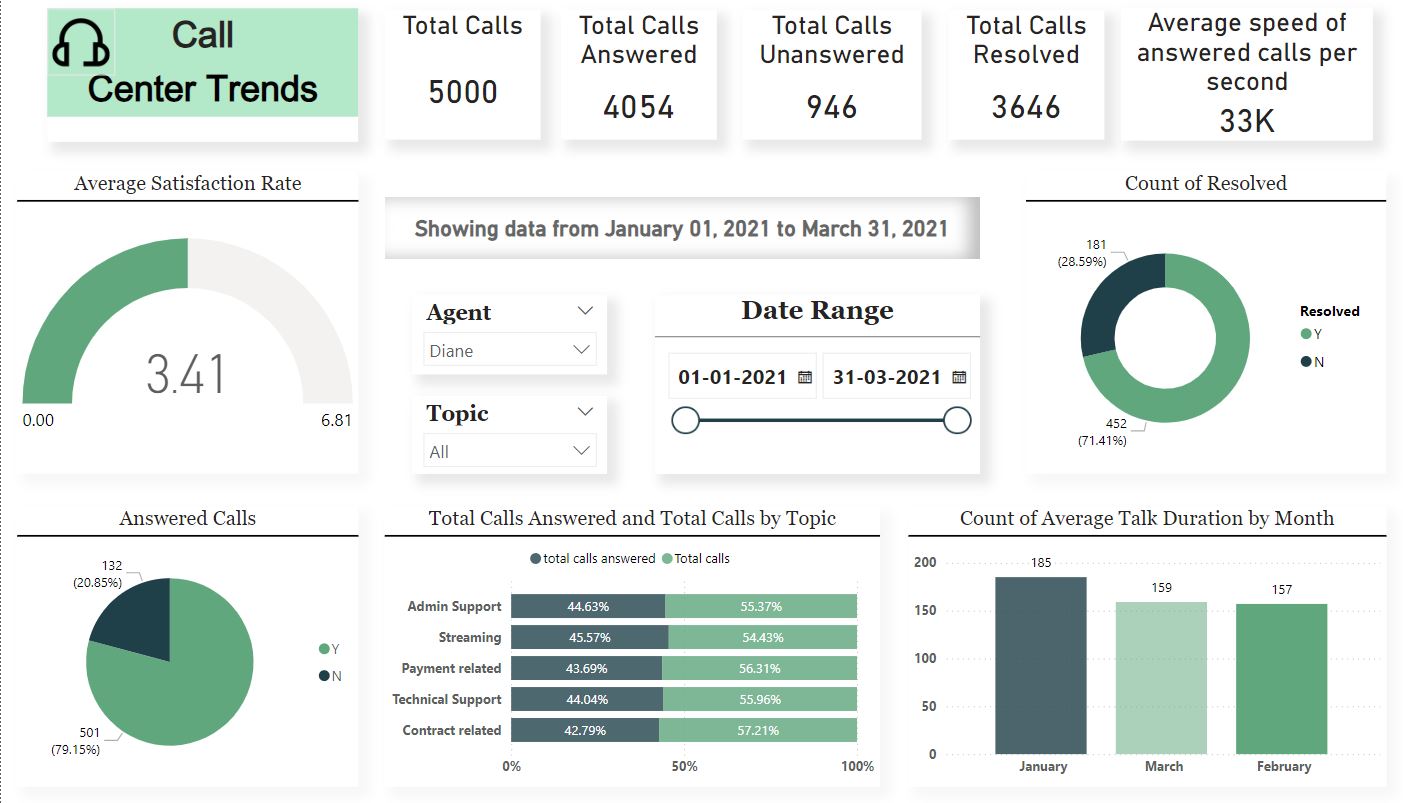 Call
Center Trends
Total Calls
5000
Total Calls
Answered
4054
Total Calls
Unanswered
946
Total Calls
Resolved
3646
Average speed of
answered calls per
second
33K
Average Satisfaction Rate
3.41
0.00
6.81
Showing data from January 01, 2021 to March 31, 2021
Agent
Diane
Topic
All
Date Range
01-01-2021
31-03-2021
Count of Resolved
181
(28.59%)
452
(71.41%)
Resolved
Y
N
Answered Calls
132
(20.85%)
501
(79.15%)
Y
N
Total Calls Answered and Total Calls by Topic
total calls answered
Total calls
Admin Support
44.63%
55.37%
Streaming
45.57%
54.43%
Payment related
43.69%
56.31%
Technical Support
44.04%
55.96%
Contract related
42.79%
57.21%
0%
50%
100%
Count of Average Talk Duration by Month
200
150
100
50
0
185
159
157
January
March
February